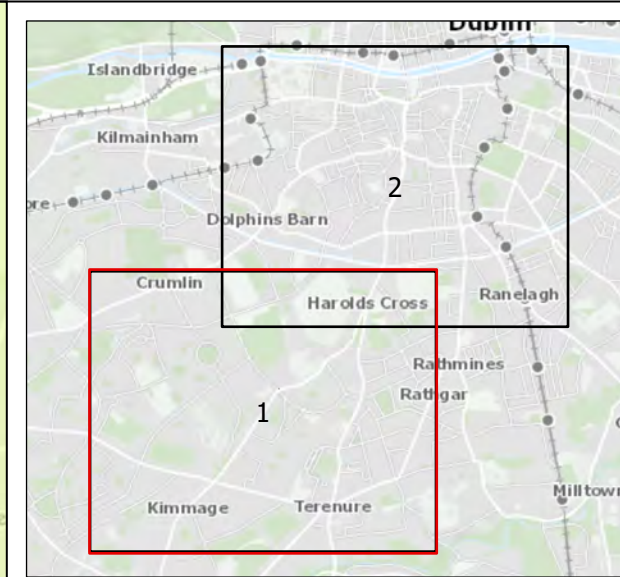 Dublin
Islandbridge
Kilmainham
ore
2
Dolphins Barn
Crumlin
Harolds Cross
Ranelagh
Rathmines
Rathgar
1
Milltown
Kimmage
Terenure